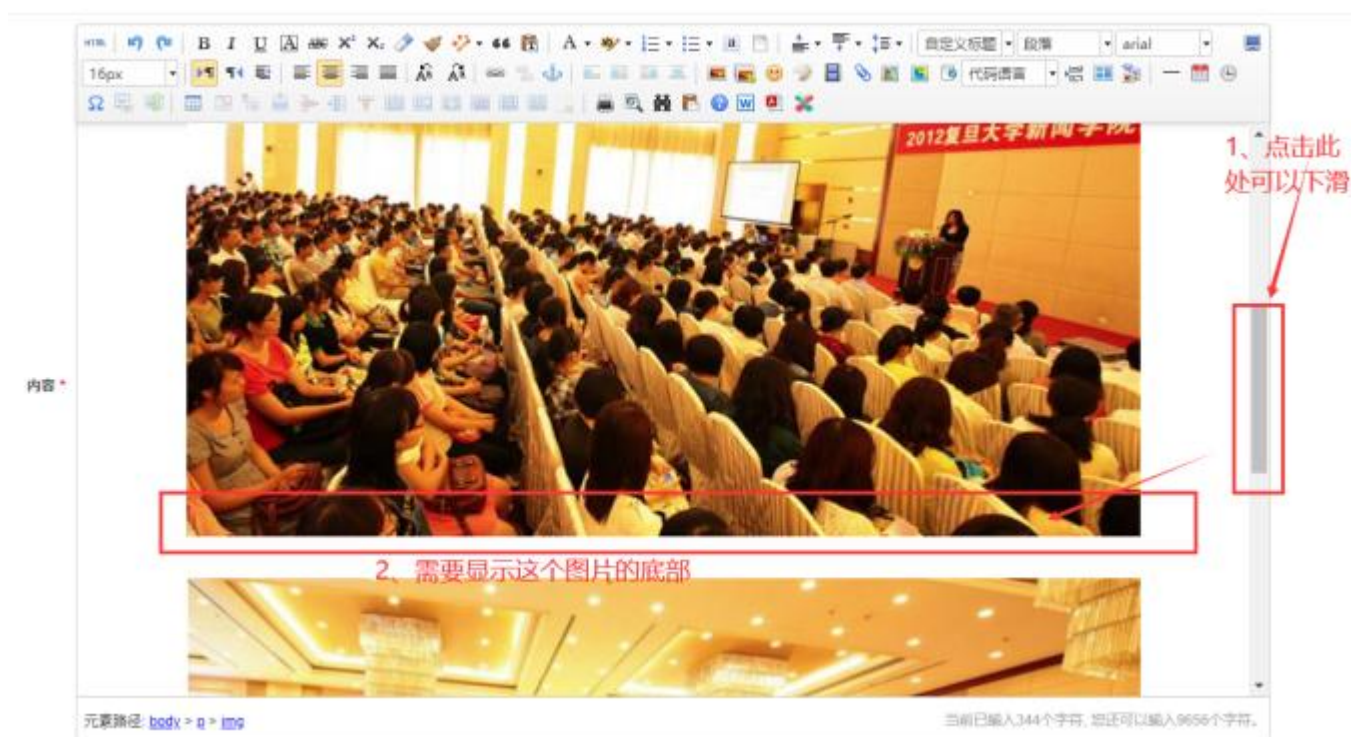 HTML B I U A ABC X² X₂ A
自定义标题 段落 arial
16px 代码语言
Ω
2012复旦大学新闻学院
1、点击此
处可以下滑
内容 *
2、需要显示这个图片的底部
元素路径: body > p > img
当前已输入344个字符, 您还可以输入9656个字符。